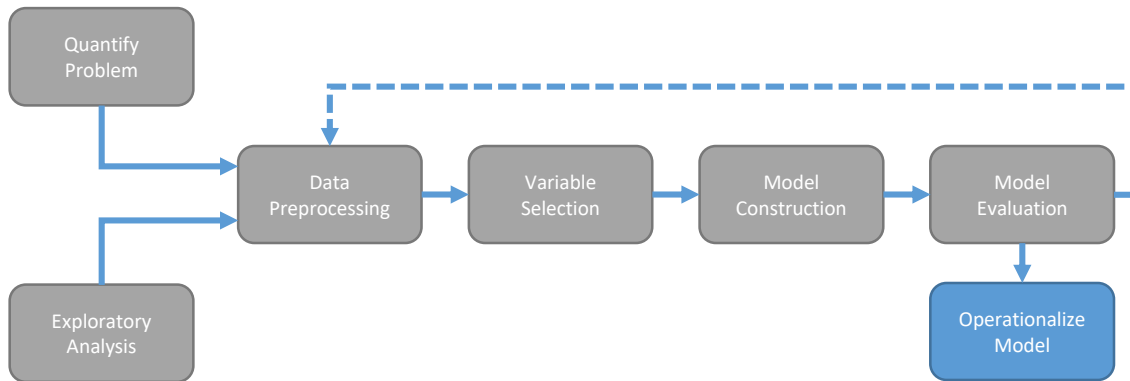 Quantify
Problem
Data
Preprocessing
Variable
Selection
Model
Construction
Model
Evaluation
Exploratory
Analysis
Operationalize
Model